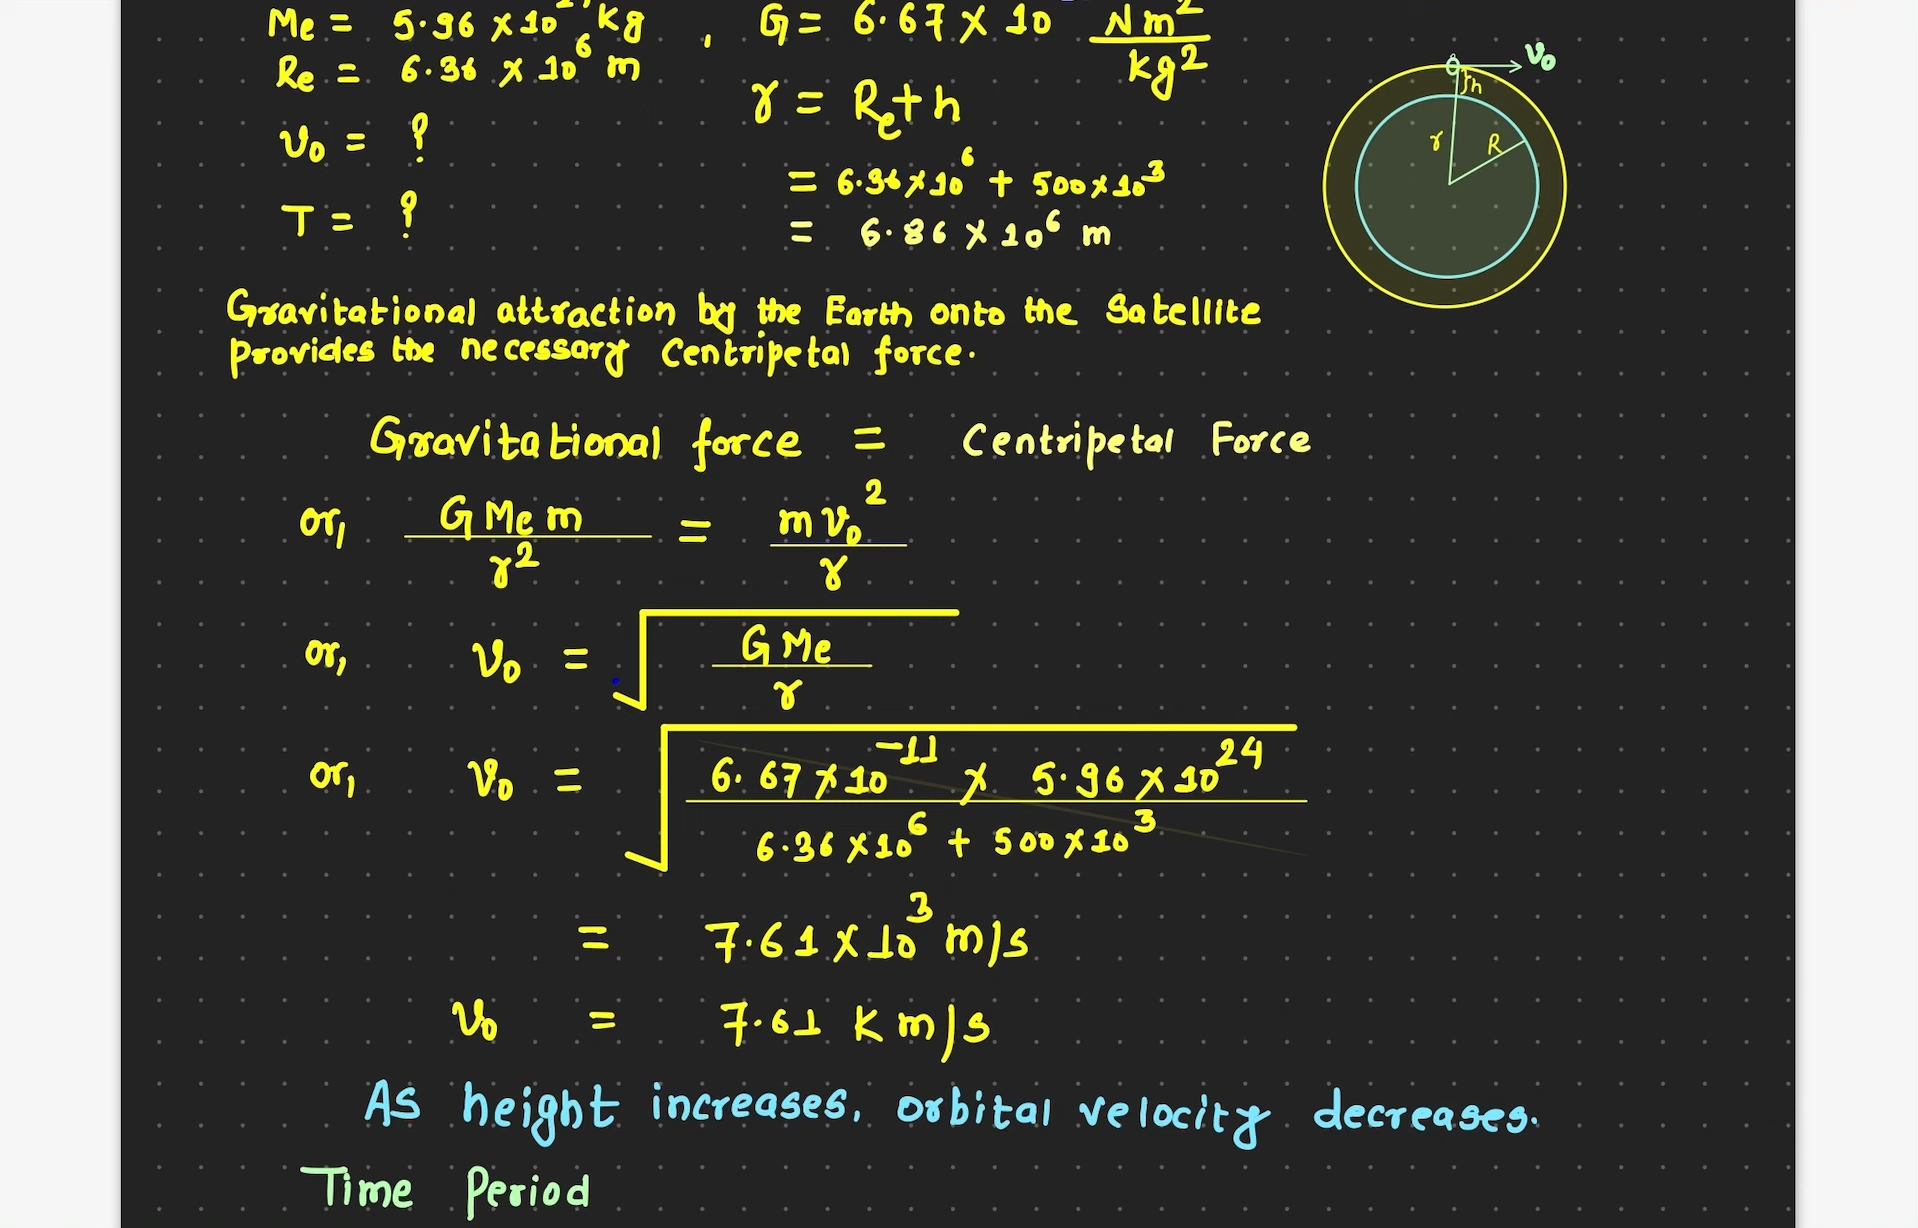 Me = 5.96 × 10 kg , G = 6.67 × 10 Nm²/kg²
Re = 6.36 × 10⁶ m
r = Re + h
v₀ = ?
= 6.36 × 10⁶ + 500 × 10³
T = ?
= 6.86 × 10⁶ m
v₀
h
r
R
Gravitational attraction by the Earth onto the Satellite
provides the necessary Centripetal force.
Gravitational force = Centripetal Force
or, GMem/r² = mv₀²/r
or, v₀ = √(GMe/r)
or, v₀ = √((6.67 × 10⁻¹¹ × 5.96 × 10²⁴)/(6.36 × 10⁶ + 500 × 10³))
= 7.61 × 10³ m/s
v₀ = 7.61 Km/s
As height increases, orbital velocity decreases.
Time Period